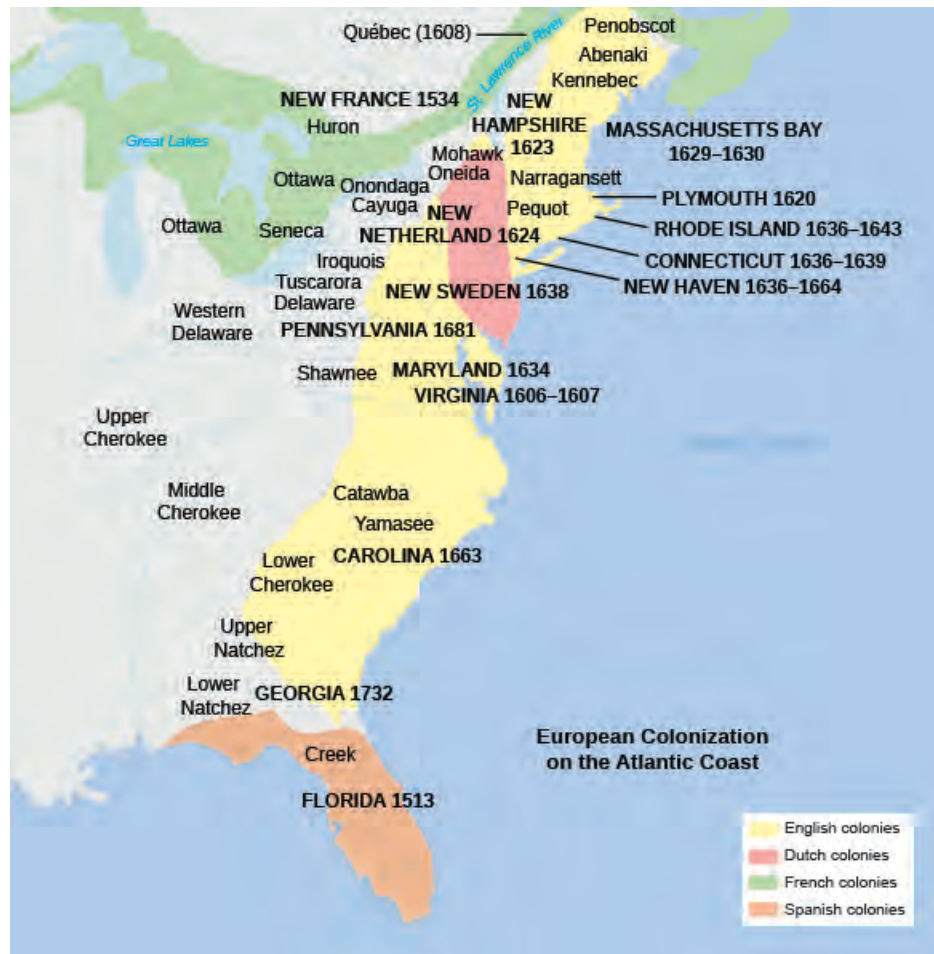 Québec (1608)
St. Lawrence River
Penobscot
Abenaki
Kennebec
NEW FRANCE 1534
Huron
NEW
HAMPSHIRE
1623
MASSACHUSETTS BAY
1629–1630
Great Lakes
Mohawk
Oneida
Narragansett
Ottawa
Onondaga
Cayuga
PLYMOUTH 1620
Pequot
NEW
NETHERLAND 1624
Ottawa
Seneca
RHODE ISLAND 1636–1643
Iroquois
CONNECTICUT 1636–1639
Tuscarora
Delaware
NEW SWEDEN 1638
NEW HAVEN 1636–1664
Western
Delaware
PENNSYLVANIA 1681
Shawnee
MARYLAND 1634
VIRGINIA 1606–1607
Upper
Cherokee
Middle
Cherokee
Catawba
Yamasee
CAROLINA 1663
Lower
Cherokee
Upper
Natchez
Lower
Natchez
GEORGIA 1732
Creek
FLORIDA 1513
European Colonization
on the Atlantic Coast
English colonies
Dutch colonies
French colonies
Spanish colonies